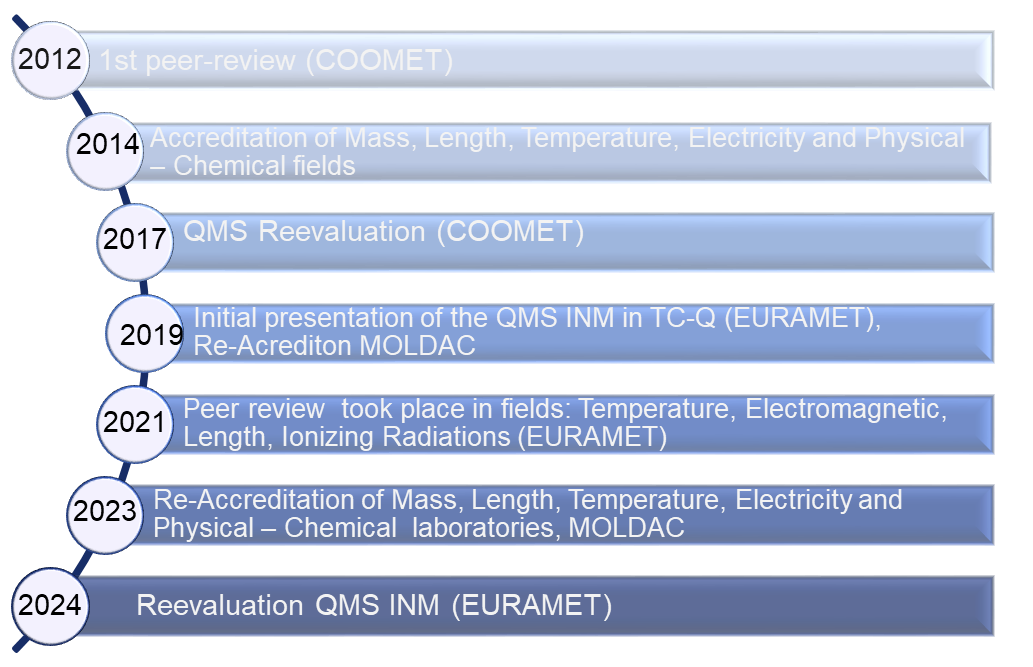 2012
1st peer-review (COOMET)
2014
Accreditation of Mass, Length, Temperature, Electricity and Physical
– Chemical fields
2017
QMS Reevaluation (COOMET)
2019
Initial presentation of the QMS INM in TC-Q (EURAMET),
Re-Acrediton MOLDAC
2021
Peer review  took place in fields: Temperature, Electromagnetic,
Length, Ionizing Radiations (EURAMET)
2023
Re-Accreditation of Mass, Length, Temperature, Electricity and
Physical – Chemical  laboratories, MOLDAC
2024
Reevaluation QMS INM (EURAMET)